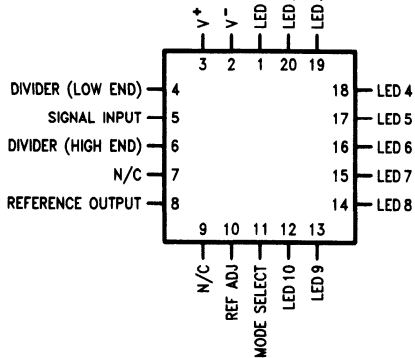 V+
V-
LED
LED
LED
3 2 1 20 19
DIVIDER (LOW END) 4
SIGNAL INPUT 5
DIVIDER (HIGH END) 6
N/C 7
REFERENCE OUTPUT 8
18 LED 4
17 LED 5
16 LED 6
15 LED 7
14 LED 8
9 10 11 12 13
N/C
REF ADJ
MODE SELECT
LED 10
LED 9